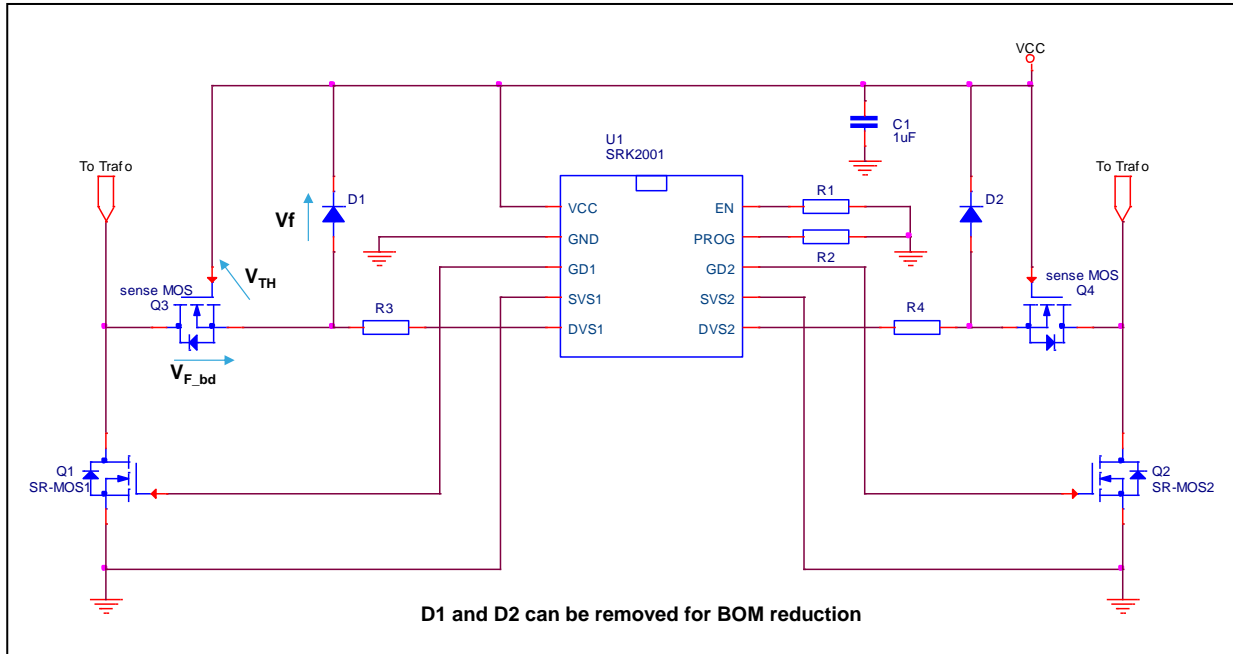 VCC
C1
1uF
U1
SRK2001
To Trafo
To Trafo
D1
Vf
VCC
GND
GD1
SVS1
DVS1
EN
PROG
GD2
SVS2
DVS2
R1
R2
D2
VTH
sense MOS
Q3
sense MOS
Q4
R3
R4
VF_bd
Q1
SR-MOS1
Q2
SR-MOS2
D1 and D2 can be removed for BOM reduction